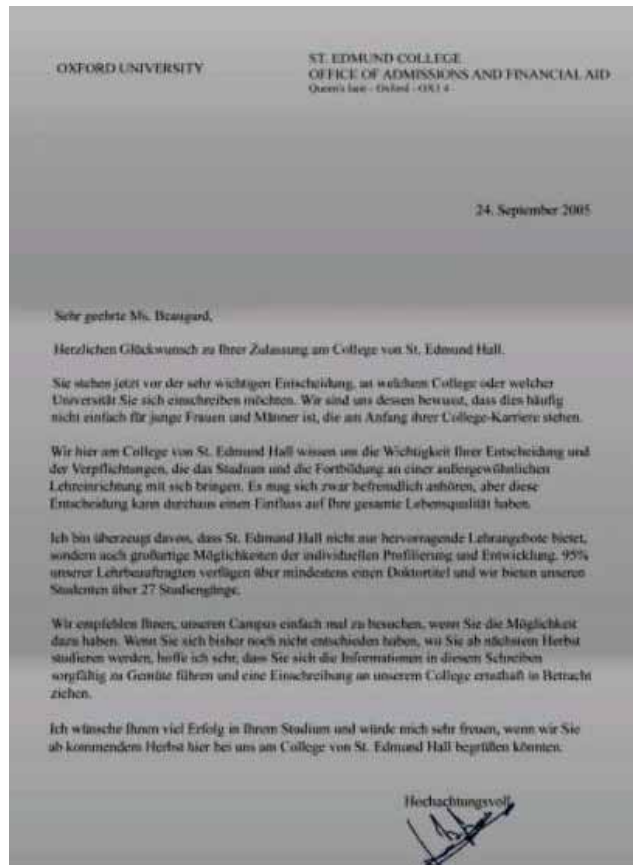 OXFORD UNIVERSITY
ST. EDMUND COLLEGE
OFFICE OF ADMISSIONS AND FINANCIAL AID
Queen's lane - Oxford - OX1 4
24. September 2005
Sehr geehrte Ms. Beaugard,
Herzlichen Glückwunsch zu Ihrer Zulassung am College von St. Edmund Hall.
Sie stehen jetzt vor der sehr wichtigen Entscheidung, an welchem College oder welcher
Universität Sie sich einschreiben möchten. Wir sind uns dessen bewusst, dass dies häufig
nicht einfach für junge Frauen und Männer ist, die am Anfang ihrer College-Karriere stehen.
Wir hier am College von St. Edmund Hall wissen um die Wichtigkeit Ihrer Entscheidung und
der Verpflichtungen, die das Studium und die Fortbildung an einer außergewöhnlichen
Lehreinrichtung mit sich bringen. Es mag sich zwar befremdlich anhören, aber diese
Entscheidung kann durchaus einen Einfluss auf Ihre gesamte Lebensqualität haben.
Ich bin überzeugt davon, dass St. Edmund Hall nicht nur hervorragende Lehrangebote bietet,
sondern auch großartige Möglichkeiten der individuellen Profilierung und Entwicklung. 95%
unserer Lehrbeauftragten verfügen über mindestens einen Doktortitel und wir bieten unseren
Studenten über 27 Studiengänge.
Wir empfehlen Ihnen, unseren Campus einfach mal zu besuchen, wenn Sie die Möglichkeit
dazu haben. Wenn Sie sich bisher noch nicht entschieden haben, wo Sie ab nächstem Herbst
studieren werden, hoffe ich sehr, dass Sie sich die Informationen in diesem Schreiben
sorgfältig zu Gemüte führen und eine Einschreibung an unserem College ernsthaft in Betracht
ziehen.
Ich wünsche Ihnen viel Erfolg in Ihrem Studium und würde mich sehr freuen, wenn wir Sie
ab kommendem Herbst hier bei uns am College von St. Edmund Hall begrüßen könnten.
Hochachtungsvoll,